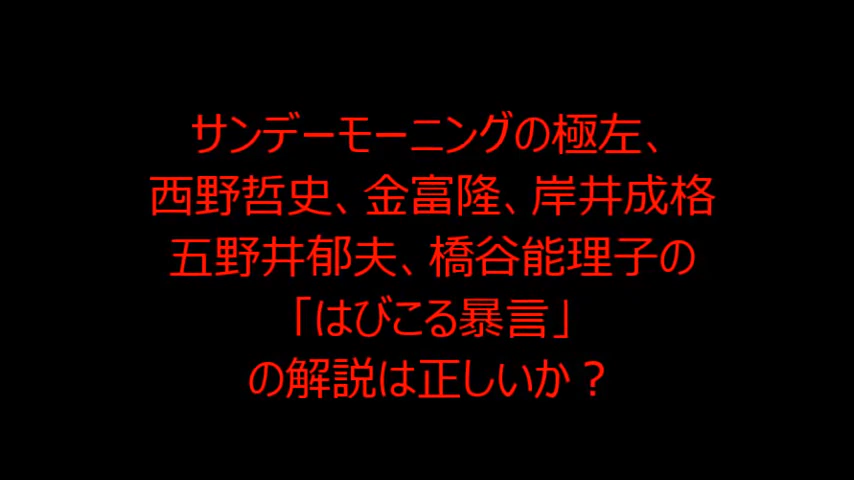 サンデーモーニングの極左、
西野哲史、金富隆、岸井成格
五野井郁夫、橋谷能理子の
「はびこる暴言」
の解説は正しいか？